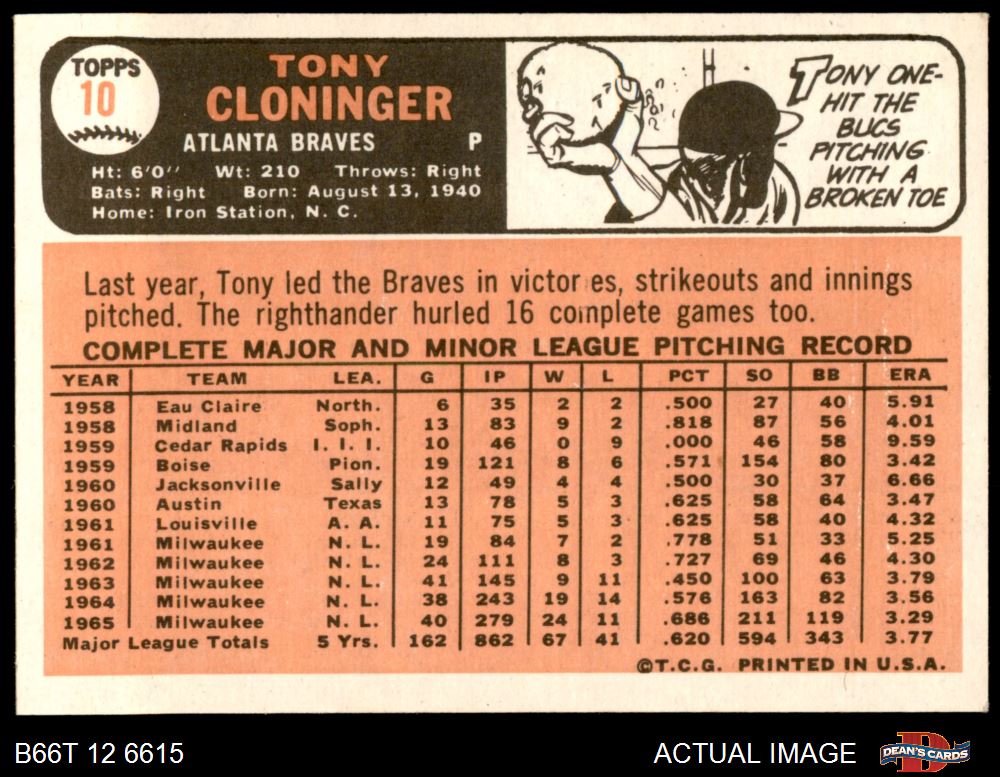 TOPPS
10
TONY
CLONINGER
ATLANTA BRAVES P
Ht: 6'0'' Wt: 210 Throws: Right
Bats: Right Born: August 13, 1940
Home: Iron Station, N. C.
TONY ONE-
HIT THE
BUCS
PITCHING
WITH A
BROKEN TOE
Last year, Tony led the Braves in victor es, strikeouts and innings
pitched. The righthander hurled 16 complete games too.
COMPLETE MAJOR AND MINOR LEAGUE PITCHING RECORD
YEAR TEAM LEA. G IP W L PCT SO BB ERA
1958 Eau Claire North. 6 35 2 2 .500 27 40 5.91
1958 Midland Soph. 13 83 9 2 .818 87 56 4.01
1959 Cedar Rapids I. I. I. 10 46 0 9 .000 46 58 9.59
1959 Boise Pion. 19 121 8 6 .571 154 80 3.42
1960 Jacksonville Sally 12 49 4 4 .500 30 37 6.66
1960 Austin Texas 13 78 5 3 .625 58 64 3.47
1961 Louisville A. A. 11 75 5 3 .625 58 40 4.32
1961 Milwaukee N. L. 19 84 7 2 .778 51 33 5.25
1962 Milwaukee N. L. 24 111 8 3 .727 69 46 4.30
1963 Milwaukee N. L. 41 145 9 11 .450 100 63 3.79
1964 Milwaukee N. L. 38 243 19 14 .576 163 82 3.56
1965 Milwaukee N. L. 40 279 24 11 .686 211 119 3.29
Major League Totals 5 Yrs. 162 862 67 41 .620 594 343 3.77
©T.C.G. PRINTED IN U.S.A.
B66T 12 6615 ACTUAL IMAGE DEAN'S CARDS